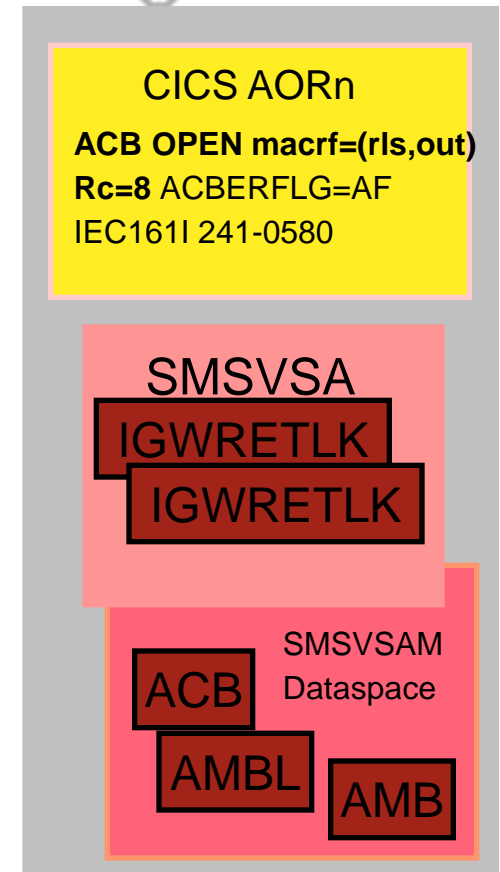 CICS AORn
ACB OPEN macrf=(rls,out)
Rc=8 ACBERFLG=AF
IEC161I 241-0580
SMSVSA
IGWRETLK
IGWRETLK
SMSVSAM
Dataspace
ACB
AMBL
AMB